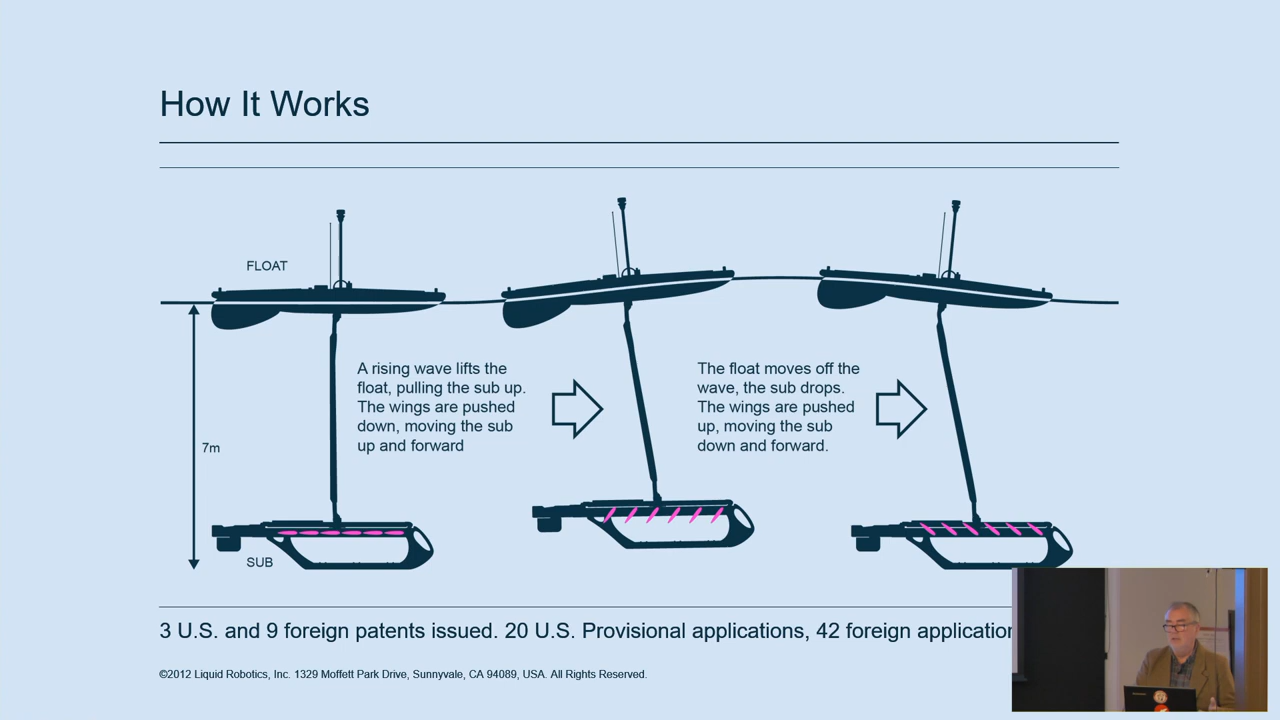 How It Works
FLOAT
A rising wave lifts the
float, pulling the sub up.
The wings are pushed
down, moving the sub
up and forward
The float moves off the
wave, the sub drops.
The wings are pushed
up, moving the sub
down and forward.
7m
SUB
3 U.S. and 9 foreign patents issued. 20 U.S. Provisional applications, 42 foreign
©2012 Liquid Robotics, Inc. 1329 Moffett Park Drive, Sunnyvale, CA 94089, USA. All Rights Reserved.